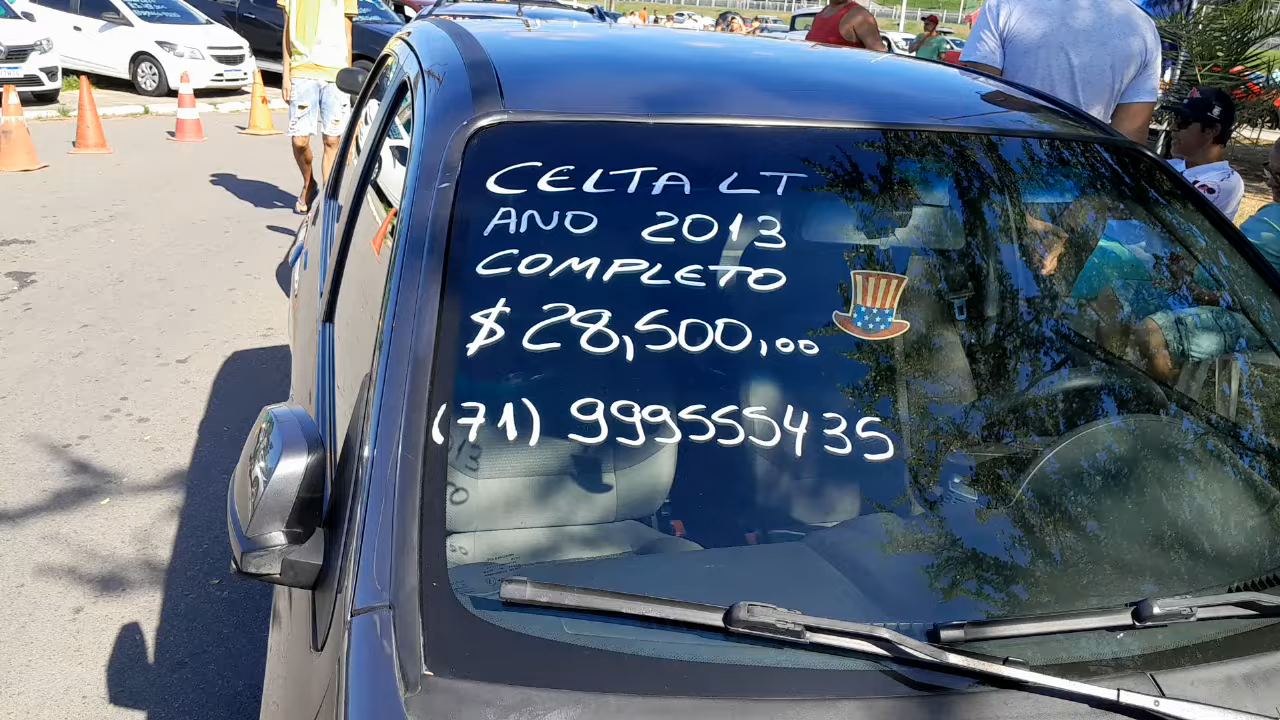 CELTA LT
ANO 2013
COMPLETO
$ 28,500,00
(71) 999555435